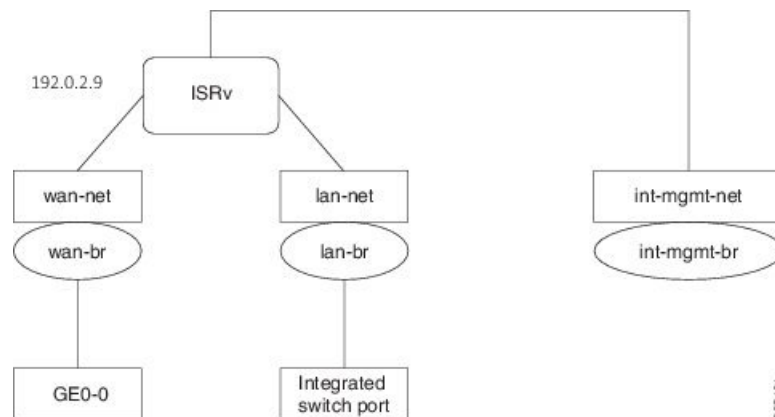 192.0.2.9
ISRv
wan-net
lan-net
int-mgmt-net
wan-br
lan-br
int-mgmt-br
GE0-0
Integrated
switch port